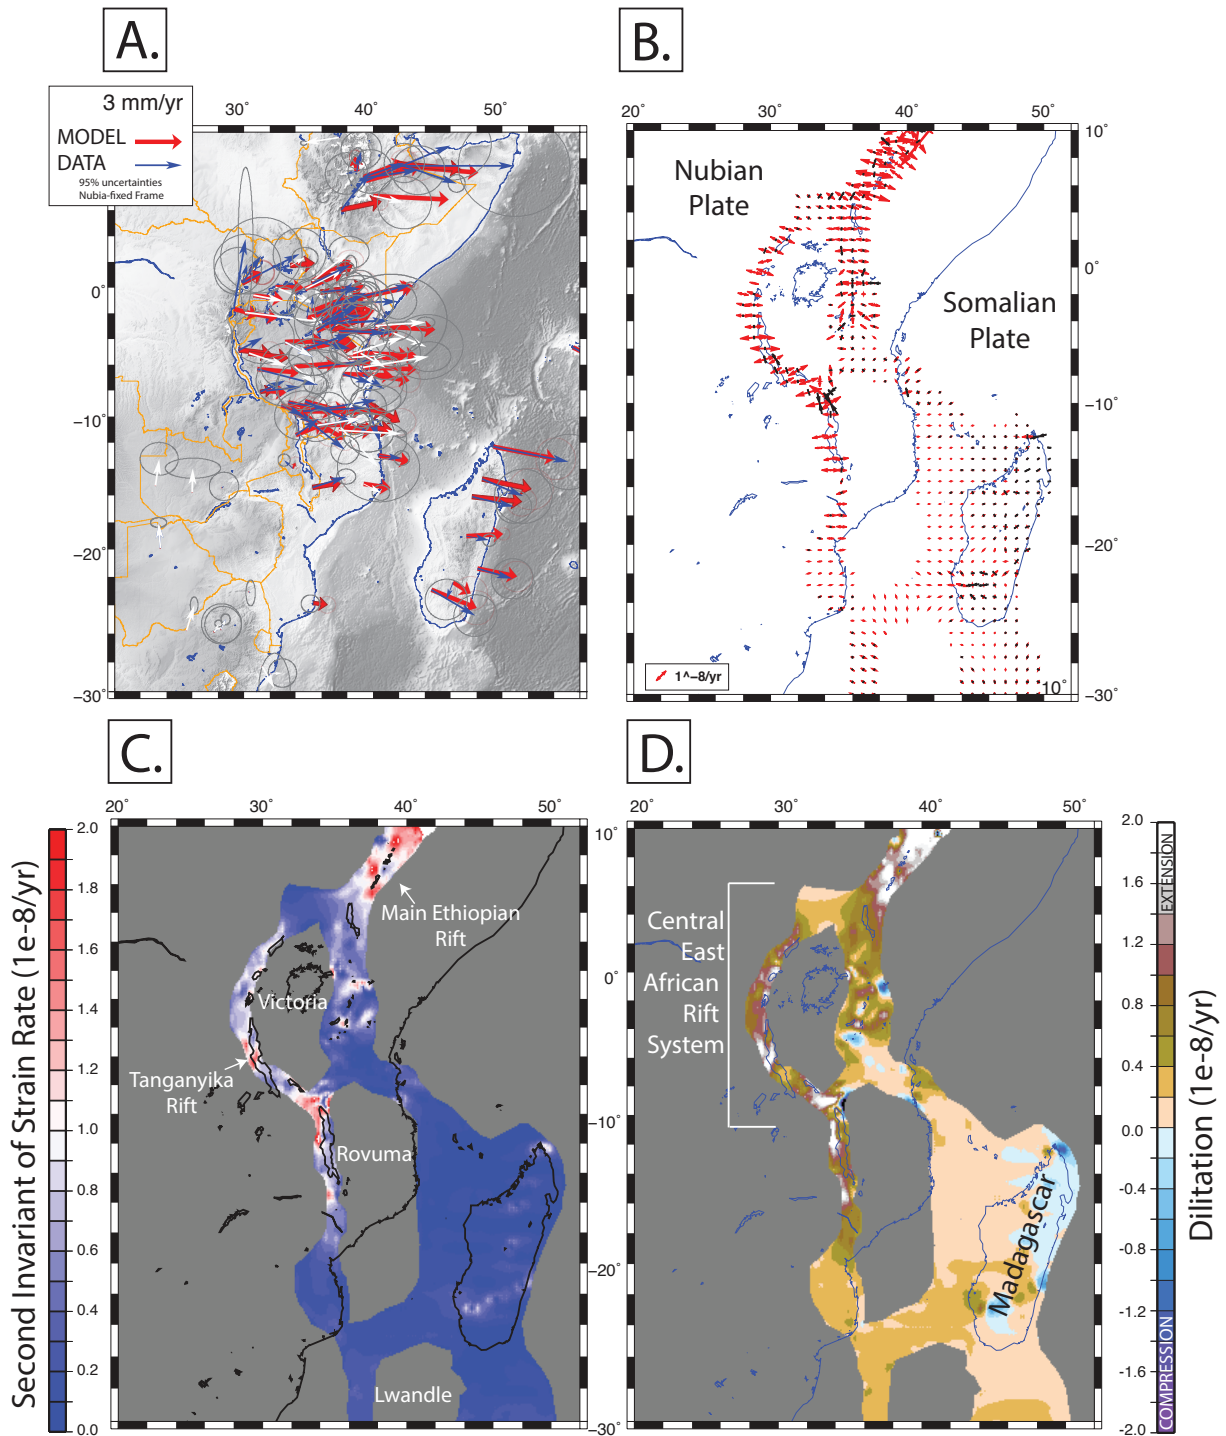 A.
3 mm/yr
MODEL
DATA
95% uncertainties
Nubia-fixed Frame
30°
40°
50°
0°
−10°
−20°
−30°
B.
20°
30°
40°
50°
10°
0°
−10°
−20°
−30°
Nubian
Plate
Somalian
Plate
1^−8/yr
10°
C.
20°
30°
40°
50°
10°
0°
−10°
−20°
−30°
Second Invariant of Strain Rate (1e-8/yr)
2.0
1.8
1.6
1.4
1.2
1.0
0.8
0.6
0.4
0.2
0.0
Main Ethiopian
Rift
Victoria
Tanganyika
Rift
Rovuma
Lwandle
D.
20°
30°
40°
50°
Central
East
African
Rift
System
Madagascar
2.0
1.6
1.2
0.8
0.4
0.0
-0.4
-0.8
-1.2
-1.6
-2.0
EXTENSION
COMPRESSION
Dilitation (1e-8/yr)